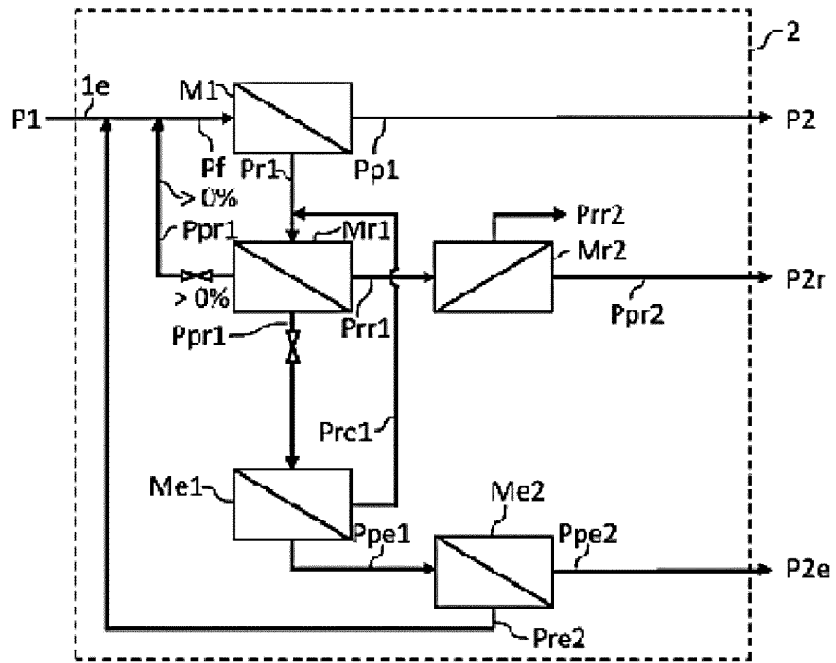 2
1e
M1
P1
P2
Pf
Pr1
Pp1
> 0%
Mr1
Prr2
Ppr1
Mr2
P2r
> 0%
Ppr1
Prr1
Ppr2
Prc1
Me1
Me2
Ppe1
Ppe2
P2e
Pre2